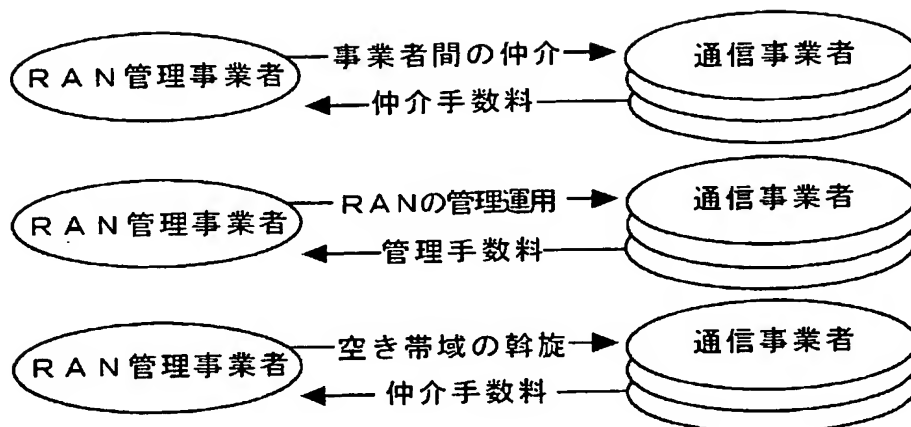 事業者間の仲介
RAN管理事業者
通信事業者
仲介手数料
RANの管理運用
RAN管理事業者
通信事業者
管理手数料
空き帯域の斡旋
RAN管理事業者
通信事業者
仲介手数料